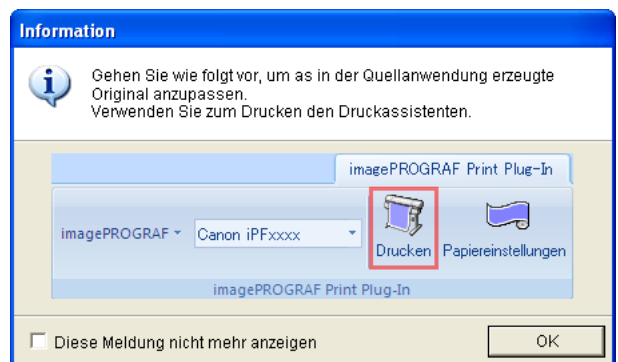 Information
Gehen Sie wie folgt vor, um as in der Quellanwendung erzeugte
Original anzupassen.
Verwenden Sie zum Drucken den Druckassistenten.
imagePROGRAF Print Plug-In
imagePROGRAF
Canon iPFxxxx
Drucken
Papiereinstellungen
imagePROGRAF Print Plug-In
Diese Meldung nicht mehr anzeigen
OK